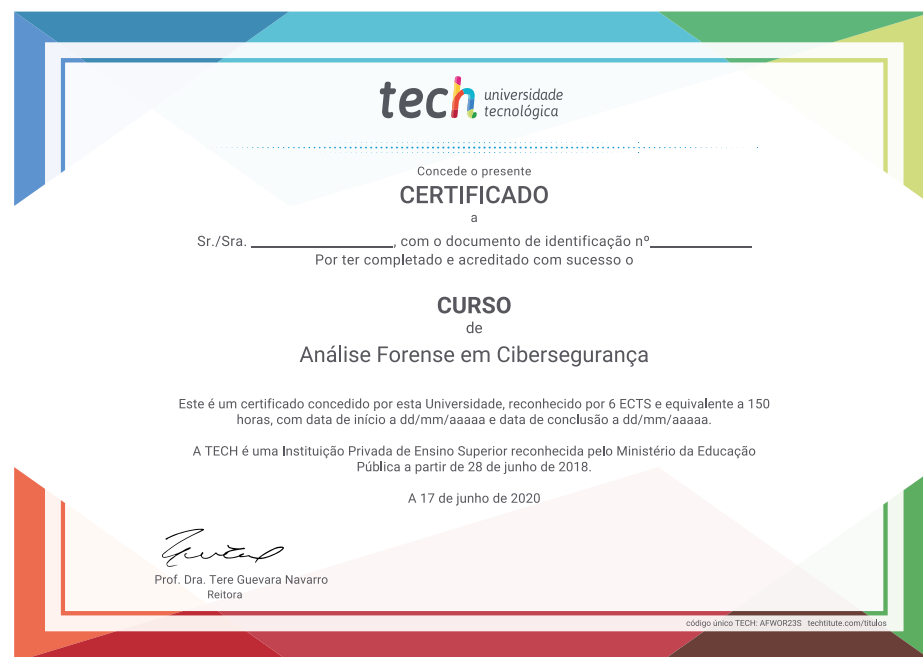 tech universidade
tecnológica
Concede o presente
CERTIFICADO
a
Sr./Sra. ______________, com o documento de identificação nº__________
Por ter completado e acreditado com sucesso o
CURSO
de
Análise Forense em Cibersegurança
Este é um certificado concedido por esta Universidade, reconhecido por 6 ECTS e equivalente a 150
horas, com data de início a dd/mm/aaaaa e data de conclusão a dd/mm/aaaaa.
A TECH é uma Instituição Privada de Ensino Superior reconhecida pelo Ministério da Educação
Pública a partir de 28 de junho de 2018.
A 17 de junho de 2020
Prof. Dra. Tere Guevara Navarro
Reitora
código único TECH: AFWOR23S techtitute.com/titulos